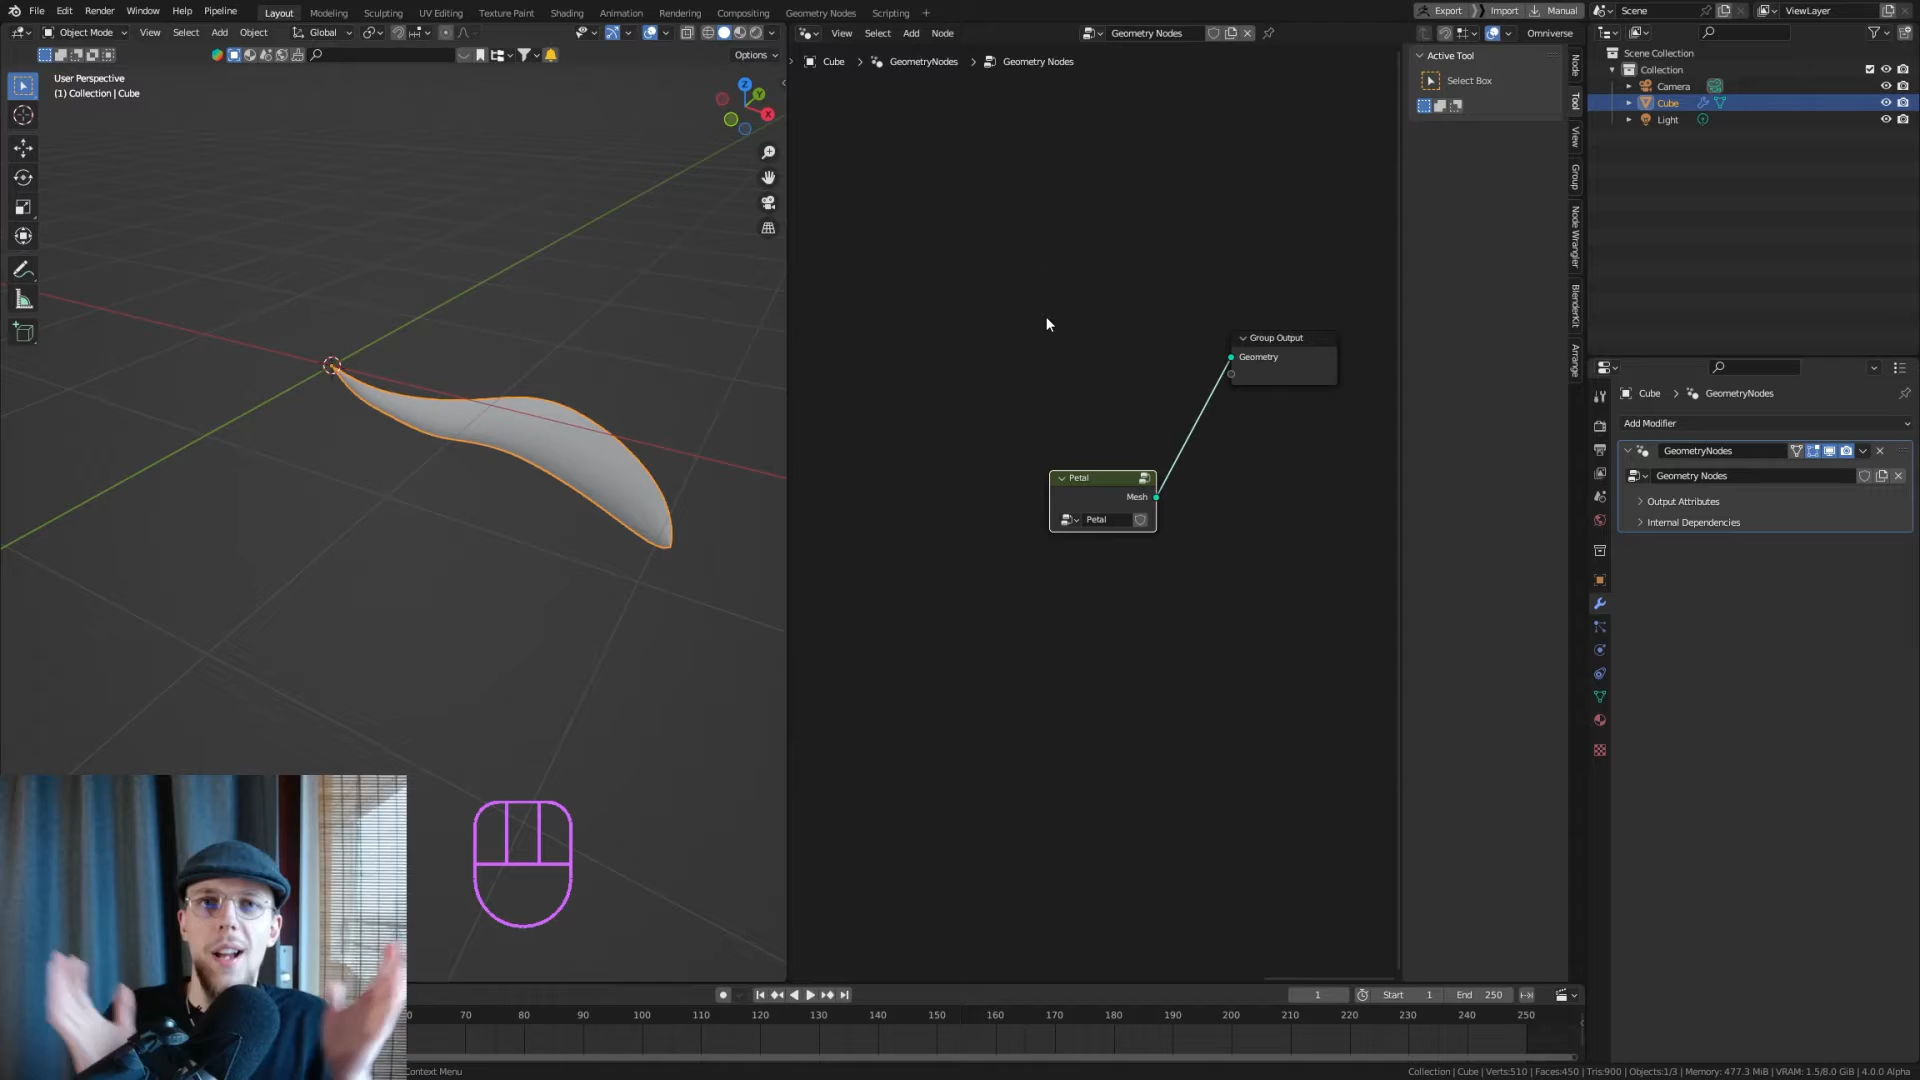 File Edit Render Window Help Pipeline
Layout Modeling Sculpting UV Editing Texture Paint Shading Animation Rendering Compositing Geometry Nodes Scripting +
Export Import Manual
Scene
ViewLayer
Object Mode View Select Add Object
Global
View Select Add Node
Geometry Nodes
Omniverse
Options
User Perspective
(1) Collection | Cube
Z
Y
X
Cube > GeometryNodes > Geometry Nodes
Active Tool
Select Box
Node
Tool
View
Group
Node Wrangler
BlenderKit
Arrange
Scene Collection
Collection
Camera
Cube
Light
Group Output
Geometry
Petal
Mesh
Petal
Cube > GeometryNodes
Add Modifier
GeometryNodes
Geometry Nodes
Output Attributes
Internal Dependencies
1
Start 1
End 250
70 80 90 100 110 120 130 140 150 160 170 180 190 200 210 220 230 240 250
Context Menu
Collection | Cube | Verts:510 | Faces:450 | Tris:900 | Objects:1/3 | Memory: 477.3 MiB | VRAM: 1.5/8.0 GiB | 4.0.0 Alpha